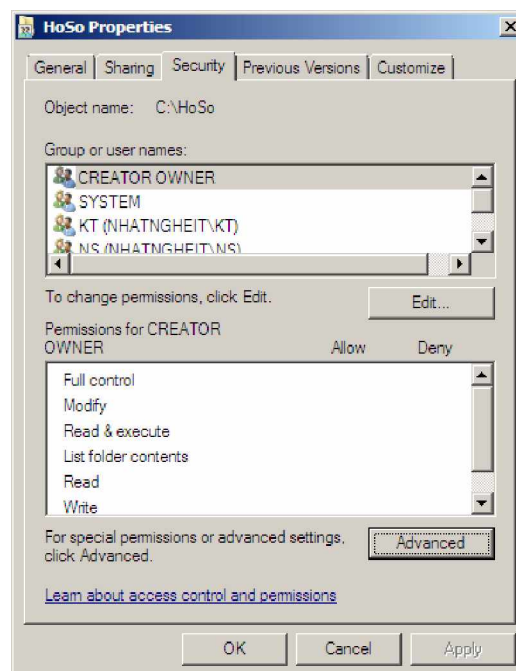 HoSo Properties
General Sharing Security Previous Versions Customize
Object name: C:\HoSo
Group or user names:
CREATOR OWNER
SYSTEM
KT (NHATNGHEIT\KT)
NS (NHATNGHEIT\NS)
To change permissions, click Edit.
Edit...
Permissions for CREATOR
OWNER Allow Deny
Full control
Modify
Read & execute
List folder contents
Read
Write
For special permissions or advanced settings,
click Advanced.
Advanced
Learn about access control and permissions
OK Cancel Apply